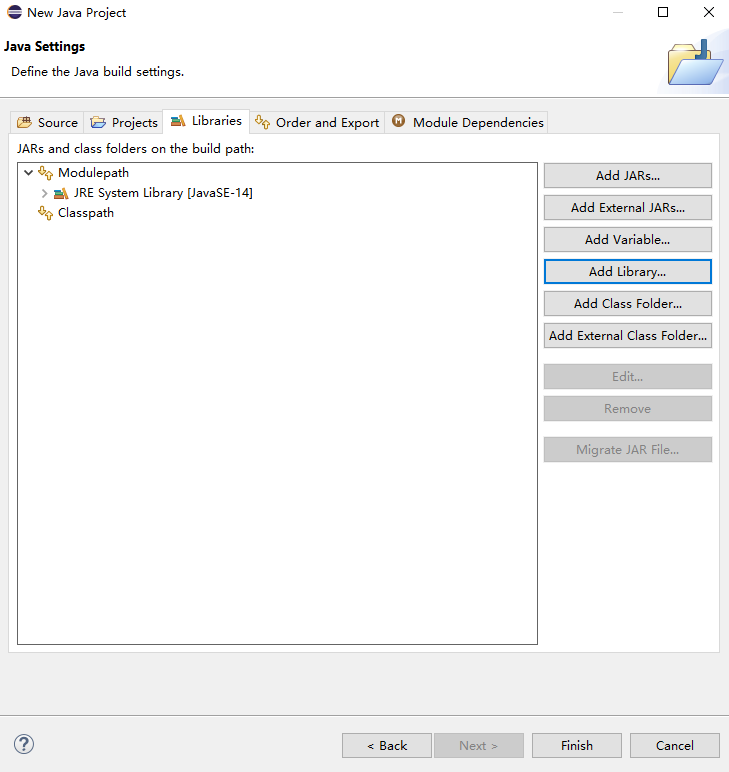 New Java Project
Java Settings
Define the Java build settings.
Source Projects Libraries Order and Export Module Dependencies
JARs and class folders on the build path:
Modulepath
JRE System Library [JavaSE-14]
Classpath
Add JARs...
Add External JARs...
Add Variable...
Add Library...
Add Class Folder...
Add External Class Folder...
Edit...
Remove
Migrate JAR File...
< Back Next > Finish Cancel